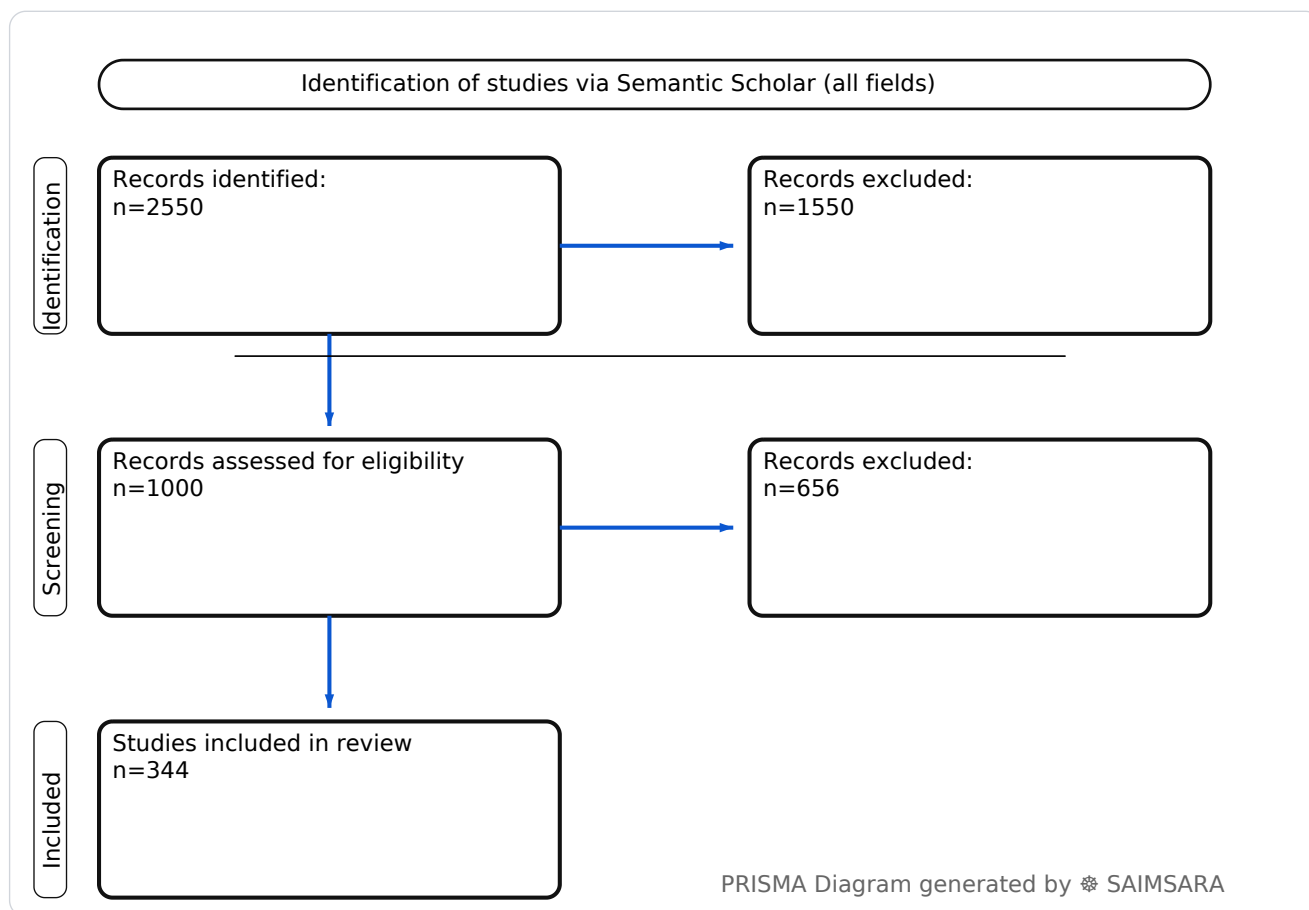 Identification of studies via Semantic Scholar (all fields)
Identification
Records identified:
n=2550
Records excluded:
n=1550
Screening
Records assessed for eligibility
n=1000
Records excluded:
n=656
Included
Studies included in review
n=344
PRISMA Diagram generated by ☸ SAIMSARA